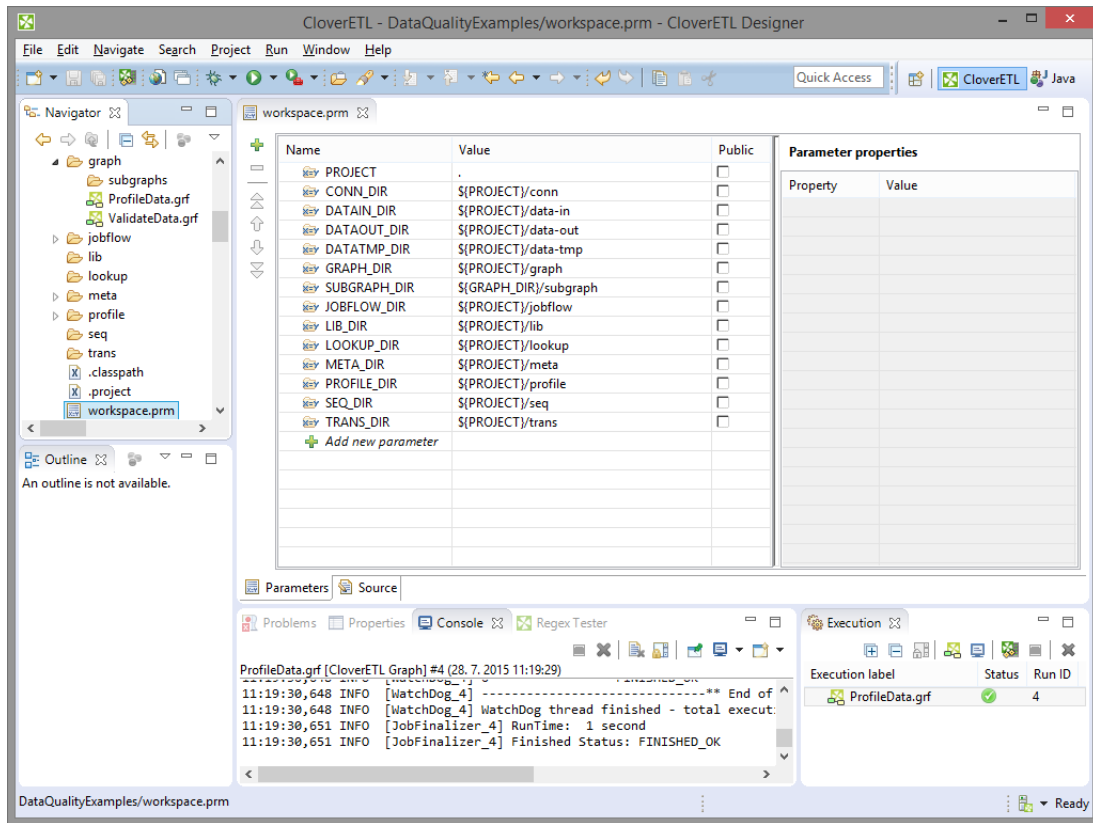 CloverETL - DataQualityExamples/workspace.prm - CloverETL Designer
File Edit Navigate Search Project Run Window Help
Quick Access CloverETL Java
Navigator
graph
subgraphs
ProfileData.grf
ValidateData.grf
jobflow
lib
lookup
meta
profile
seq
trans
.classpath
.project
workspace.prm
Outline
An outline is not available.
workspace.prm
Name Value Public
PROJECT .
CONN_DIR ${PROJECT}/conn
DATAIN_DIR ${PROJECT}/data-in
DATAOUT_DIR ${PROJECT}/data-out
DATATMP_DIR ${PROJECT}/data-tmp
GRAPH_DIR ${PROJECT}/graph
SUBGRAPH_DIR ${GRAPH_DIR}/subgraph
JOBFLOW_DIR ${PROJECT}/jobflow
LIB_DIR ${PROJECT}/lib
LOOKUP_DIR ${PROJECT}/lookup
META_DIR ${PROJECT}/meta
PROFILE_DIR ${PROJECT}/profile
SEQ_DIR ${PROJECT}/seq
TRANS_DIR ${PROJECT}/trans
Add new parameter
Parameter properties
Property Value
Parameters Source
Problems Properties Console Regex Tester
ProfileData.grf [CloverETL Graph] #4 (28. 7. 2015 11:19:29)
11:19:30,648 INFO [WatchDog_4] ------------------------------** End of
11:19:30,648 INFO [WatchDog_4] WatchDog thread finished - total execut
11:19:30,651 INFO [JobFinalizer_4] RunTime: 1 second
11:19:30,651 INFO [JobFinalizer_4] Finished Status: FINISHED_OK
Execution
Execution label Status Run ID
ProfileData.grf 4
DataQualityExamples/workspace.prm
Ready